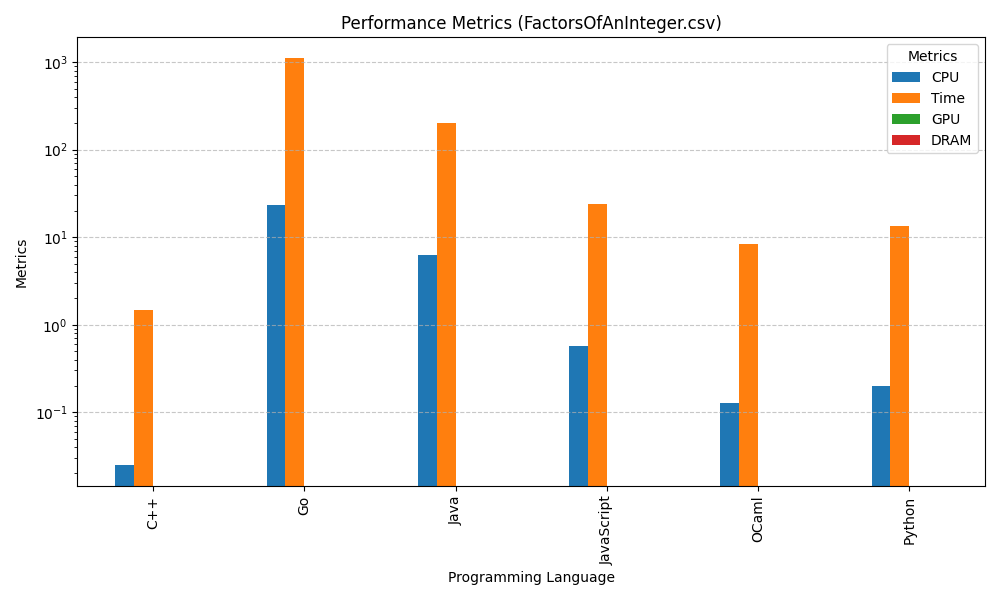 Performance Metrics (FactorsOfAnInteger.csv)
Metrics
CPU
Time
GPU
DRAM
10³
10²
10¹
10⁰
10⁻¹
Metrics
C++
Go
Java
JavaScript
OCaml
Python
Programming Language